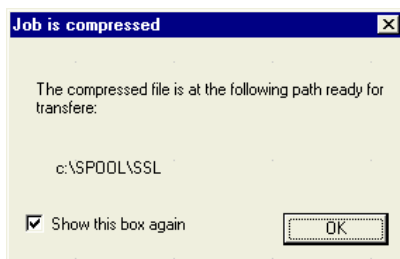 Job is compressed
The compressed file is at the following path ready for
transfere:
c:\SPOOL\SSL
Show this box again
OK